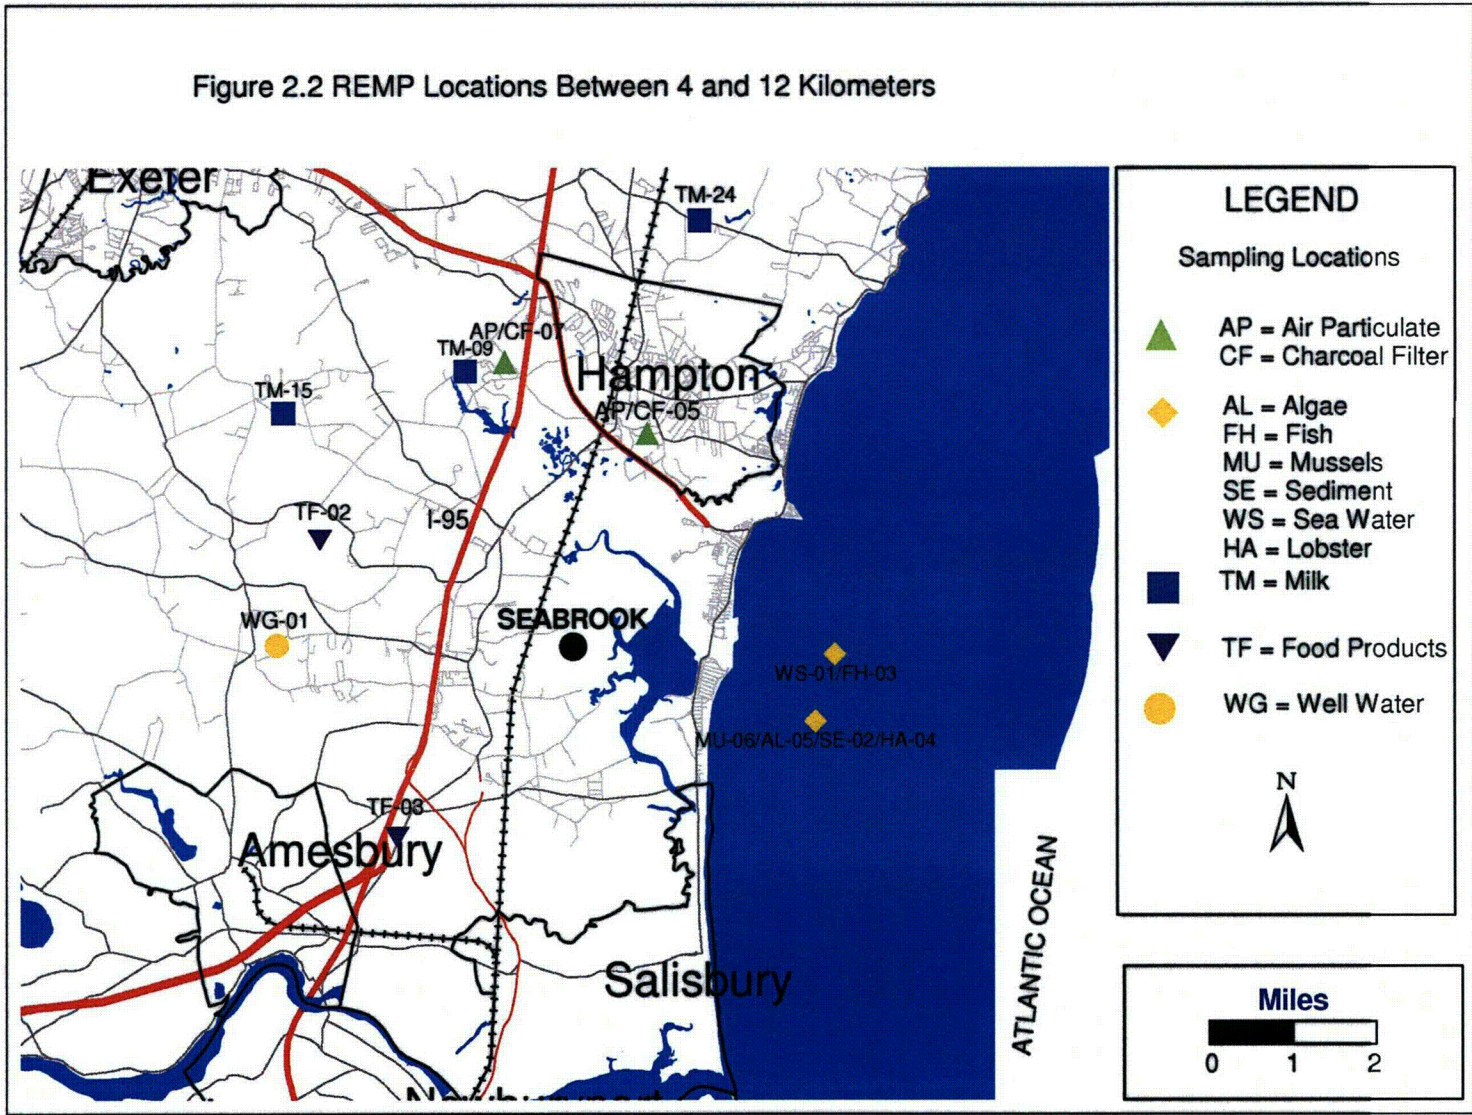 Figure 2.2 REMP Locations Between 4 and 12 Kilometers
Exeter
TM-24
AP/CF-07
TM-09
Hampton
TM-15
AP/CF-05
TF-02
I-95
WG-01
SEABROOK
WS-01/FH-03
MU-06/AL-05/SE-02/HA-04
TF-03
Amesbury
Salisbury
Newburyport
ATLANTIC OCEAN
LEGEND
Sampling Locations
AP = Air Particulate
CF = Charcoal Filter
AL = Algae
FH = Fish
MU = Mussels
SE = Sediment
WS = Sea Water
HA = Lobster
TM = Milk
TF = Food Products
WG = Well Water
N
Miles
0 1 2